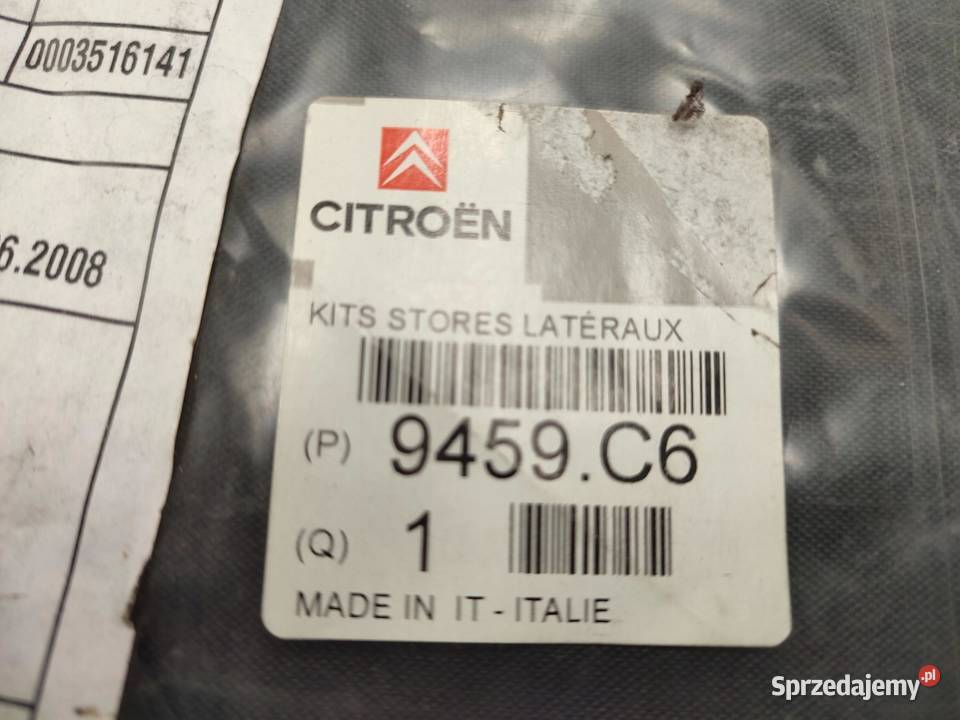 0003516141
6.2008
CITROËN
KITS STORES LATÉRAUX
(P) 9459.C6
(Q) 1
MADE IN IT - ITALIE
Sprzedajemy.pl